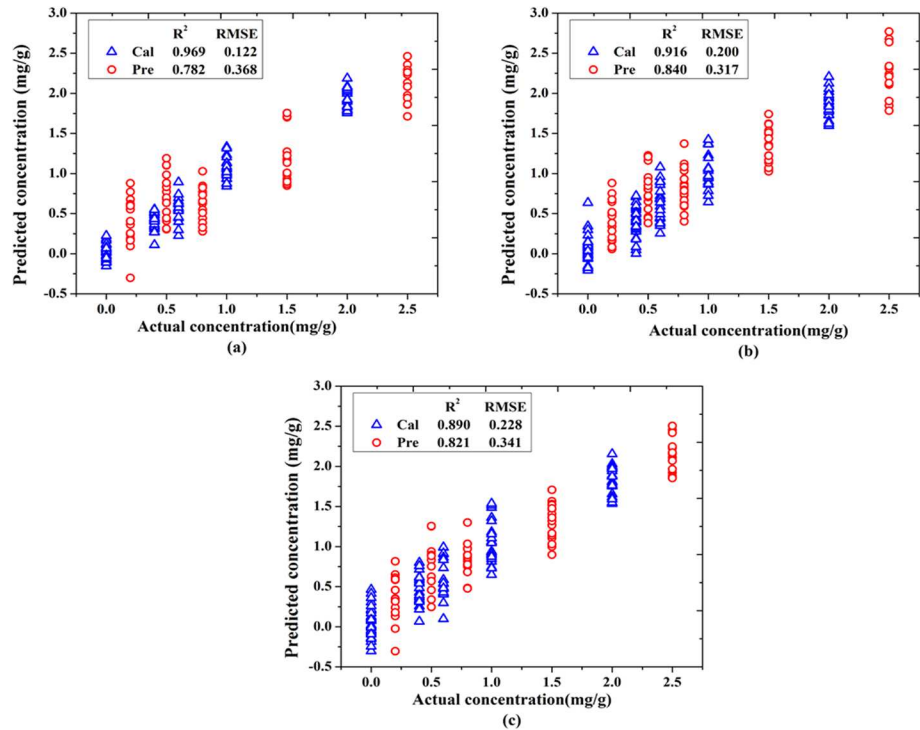 R² RMSE
Cal 0.969 0.122
Pre 0.782 0.368
Predicted concentration (mg/g)
3.0
2.5
2.0
1.5
1.0
0.5
0.0
-0.5
0.0 0.5 1.0 1.5 2.0 2.5
Actual concentration(mg/g)
(a)
R² RMSE
Cal 0.916 0.200
Pre 0.840 0.317
Predicted concentration (mg/g)
3.0
2.5
2.0
1.5
1.0
0.5
0.0
-0.5
0.0 0.5 1.0 1.5 2.0 2.5
Actual concentration(mg/g)
(b)
R² RMSE
Cal 0.890 0.228
Pre 0.821 0.341
Predicted concentration (mg/g)
3.0
2.5
2.0
1.5
1.0
0.5
0.0
-0.5
0.0 0.5 1.0 1.5 2.0 2.5
Actual concentration(mg/g)
(c)